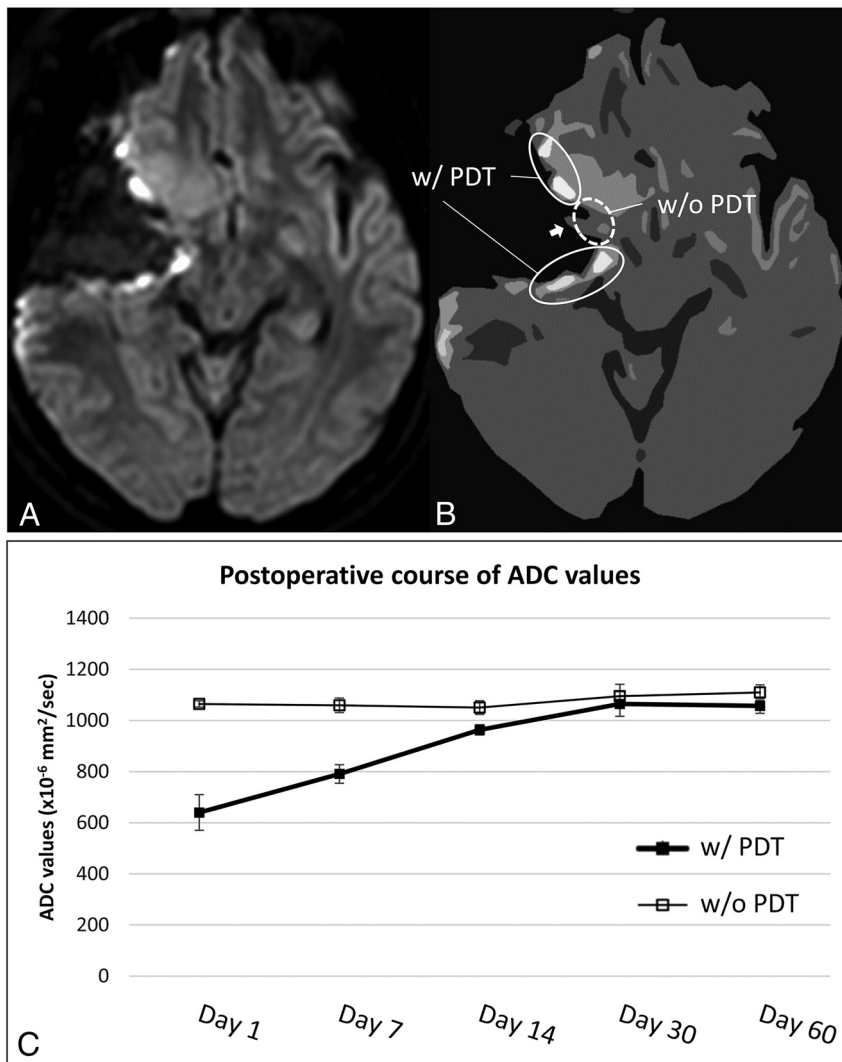 A
B
w/ PDT
w/o PDT
Postoperative course of ADC values
ADC values (x10⁻⁶ mm²/sec)
1400
1200
1000
800
600
400
200
0
w/ PDT
w/o PDT
Day 1
Day 7
Day 14
Day 30
Day 60
C